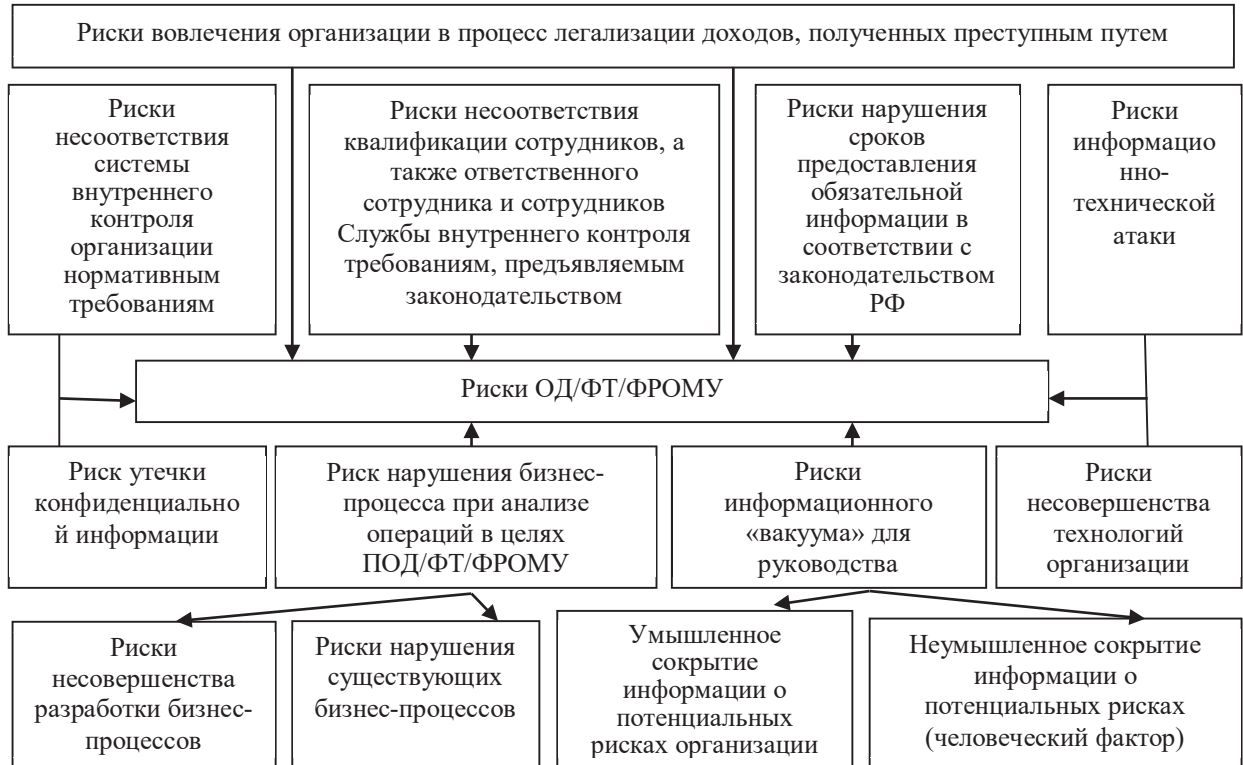 Риски вовлечения организации в процесс легализации доходов, полученных преступным путем
Риски
несоответствия
системы
внутреннего
контроля
организации
нормативным
требованиям
Риски несоответствия
квалификации сотрудников, а
также ответственного
сотрудника и сотрудников
Службы внутреннего контроля
требованиям, предъявляемым
законодательством
Риски нарушения
сроков
предоставления
обязательной
информации в
соответствии с
законодательством
РФ
Риски
информацио
нно-
технической
атаки
Риски ОД/ФТ/ФРОМУ
Риск утечки
конфиденциально
й информации
Риск нарушения бизнес-
процесса при анализе
операций в целях
ПОД/ФТ/ФРОМУ
Риски
информационного
«вакуума» для
руководства
Риски
несовершенства
технологий
организации
Риски
несовершенства
разработки бизнес-
процессов
Риски нарушения
существующих
бизнес-процессов
Умышленное
сокрытие
информации о
потенциальных
рисках организации
Неумышленное сокрытие
информации о
потенциальных рисках
(человеческий фактор)